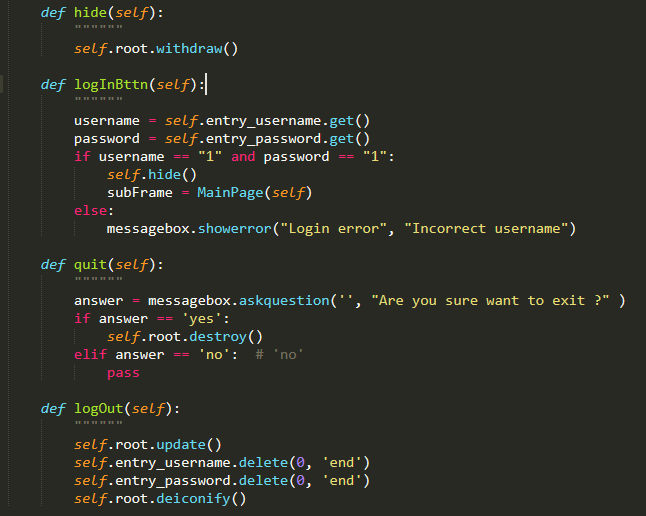 def hide(self):
    """"""
    self.root.withdraw()
def logInBttn(self):
    """"""
    username = self.entry_username.get()
    password = self.entry_password.get()
    if username == "1" and password == "1":
        self.hide()
        subFrame = MainPage(self)
    else:
        messagebox.showerror("Login error", "Incorrect username")
def quit(self):
    """"""
    answer = messagebox.askquestion('', "Are you sure want to exit ?" )
    if answer == 'yes':
        self.root.destroy()
    elif answer == 'no':  # 'no'
        pass
def logOut(self):
    """"""
    self.root.update()
    self.entry_username.delete(0, 'end')
    self.entry_password.delete(0, 'end')
    self.root.deiconify()